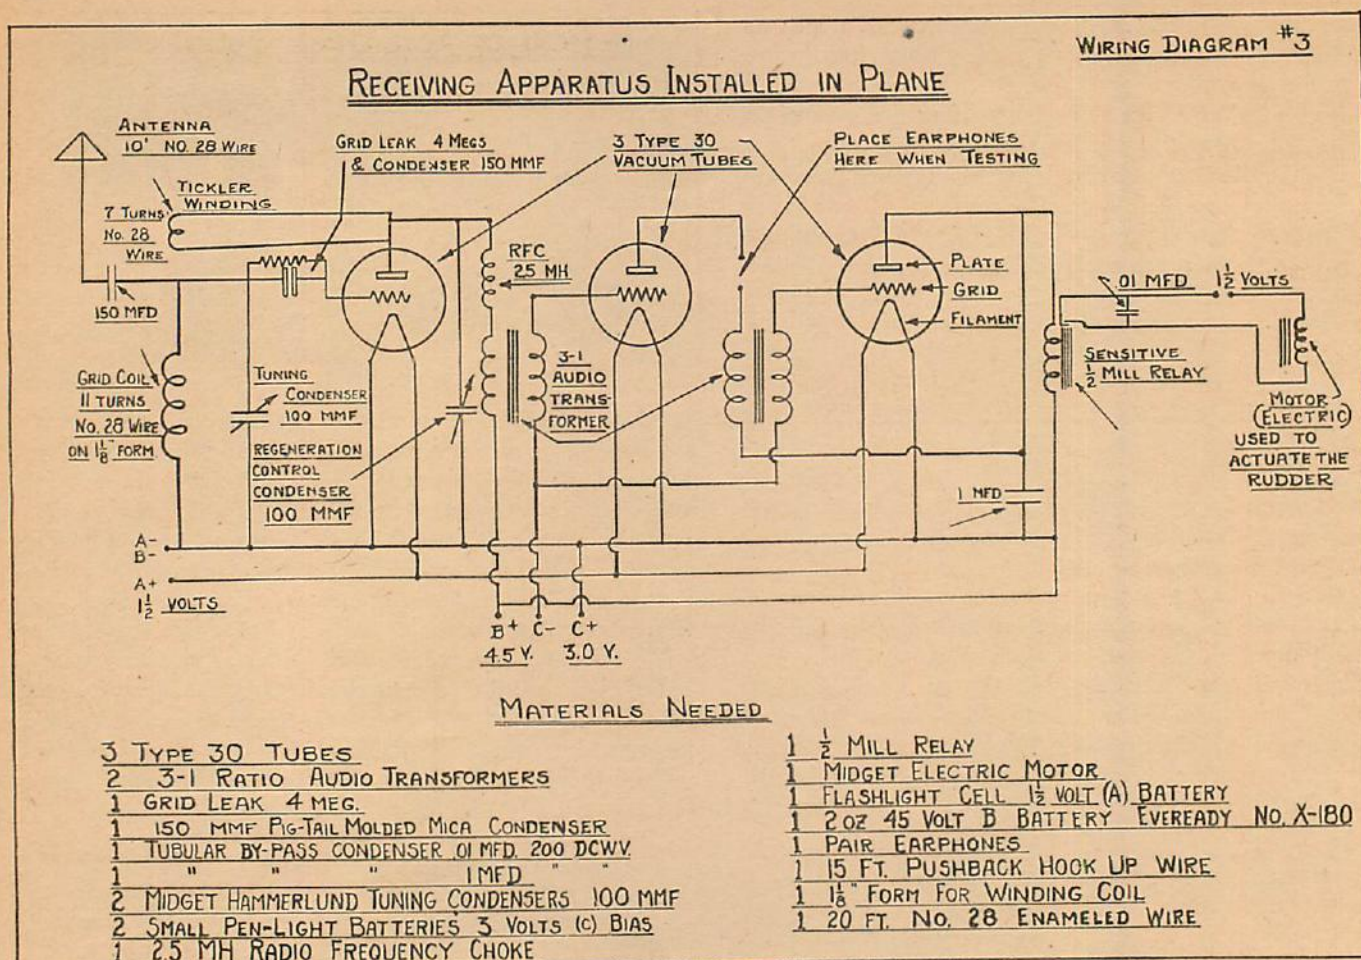 WIRING DIAGRAM #3
RECEIVING APPARATUS INSTALLED IN PLANE
ANTENNA
10' NO. 28 WIRE
GRID LEAK 4 MEGS
& CONDENSER 150 MMF
3 TYPE 30
VACUUM TUBES
PLACE EARPHONES
HERE WHEN TESTING
TICKLER
WINDING
7 TURNS
No. 28
WIRE
RFC
25 MH
PLATE
GRID
FILAMENT
.01 MFD
1½ VOLTS
150 MFD
GRID COIL
11 TURNS
No. 28 WIRE
ON 1⅛" FORM
TUNING
CONDENSER
100 MMF
3-1
AUDIO
TRANS-
FORMER
SENSITIVE
½ MILL RELAY
MOTOR
(ELECTRIC)
USED TO
ACTUATE THE
RUDDER
REGENERATION
CONTROL
CONDENSER
100 MMF
1 MFD
A-
B-
A+
1½ VOLTS
B+ C- C+
45 V. 3.0 V.
MATERIALS NEEDED
3 TYPE 30 TUBES
2 3-1 RATIO AUDIO TRANSFORMERS
1 GRID LEAK 4 MEG.
1 150 MMF PIG-TAIL MOLDED MICA CONDENSER
1 TUBULAR BY-PASS CONDENSER .01 MFD. 200 DCWV.
1 " " " 1 MFD " "
2 MIDGET HAMMERLUND TUNING CONDENSERS 100 MMF
2 SMALL PEN-LIGHT BATTERIES 3 VOLTS (C) BIAS
1 2.5 MH RADIO FREQUENCY CHOKE
1 ½ MILL RELAY
1 MIDGET ELECTRIC MOTOR
1 FLASHLIGHT CELL 1½ VOLT (A) BATTERY
1 2 OZ 45 VOLT B BATTERY EVEREADY NO. X-180
1 PAIR EARPHONES
1 15 FT. PUSHBACK HOOK UP WIRE
1 1⅛" FORM FOR WINDING COIL
1 20 FT. No. 28 ENAMELED WIRE